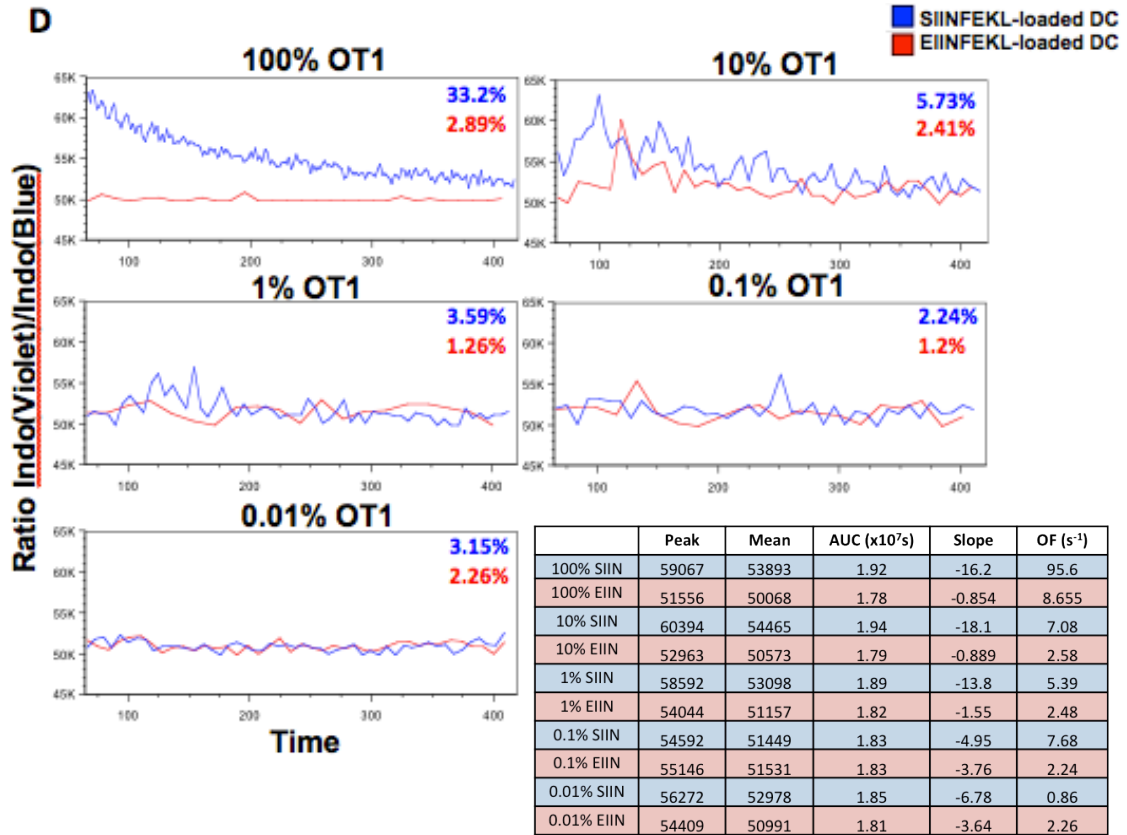 D
SIINFEKL-loaded DC
EIINFEKL-loaded DC
Ratio Indo(Violet)/Indo(Blue)
100% OT1
65K
60K
55K
50K
45K
33.2%
2.89%
100 200 300 400
10% OT1
65K
60K
55K
50K
45K
5.73%
2.41%
100 200 300 400
1% OT1
65K
60K
55K
50K
45K
3.59%
1.26%
100 200 300 400
0.1% OT1
65K
60K
55K
50K
45K
2.24%
1.2%
100 200 300 400
0.01% OT1
65K
60K
55K
50K
45K
3.15%
2.26%
100 200 300 400
Time
Peak Mean AUC (x10⁷s) Slope OF (s⁻¹)
100% SIIN 59067 53893 1.92 -16.2 95.6
100% EIIN 51556 50068 1.78 -0.854 8.655
10% SIIN 60394 54465 1.94 -18.1 7.08
10% EIIN 52963 50573 1.79 -0.889 2.58
1% SIIN 58592 53098 1.89 -13.8 5.39
1% EIIN 54044 51157 1.82 -1.55 2.48
0.1% SIIN 54592 51449 1.83 -4.95 7.68
0.1% EIIN 55146 51531 1.83 -3.76 2.24
0.01% SIIN 56272 52978 1.85 -6.78 0.86
0.01% EIIN 54409 50991 1.81 -3.64 2.26